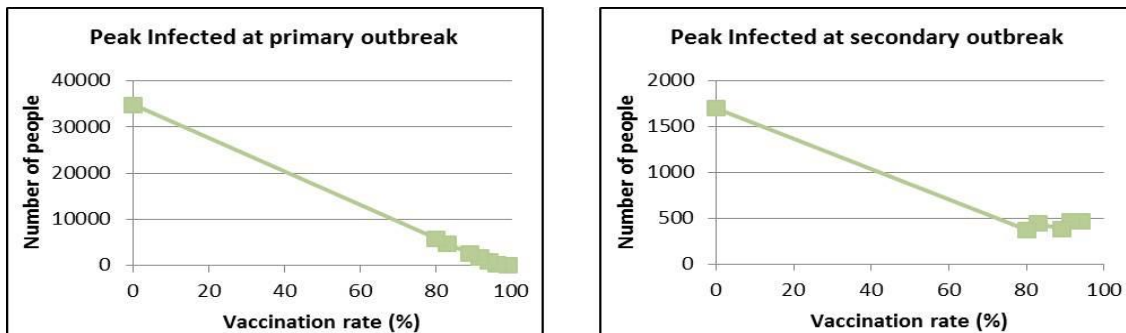 Peak Infected at primary outbreak
Number of people
40000
30000
20000
10000
0
0 20 40 60 80 100
Vaccination rate (%)
Peak Infected at secondary outbreak
Number of people
2000
1500
1000
500
0
0 20 40 60 80 100
Vaccination rate (%)